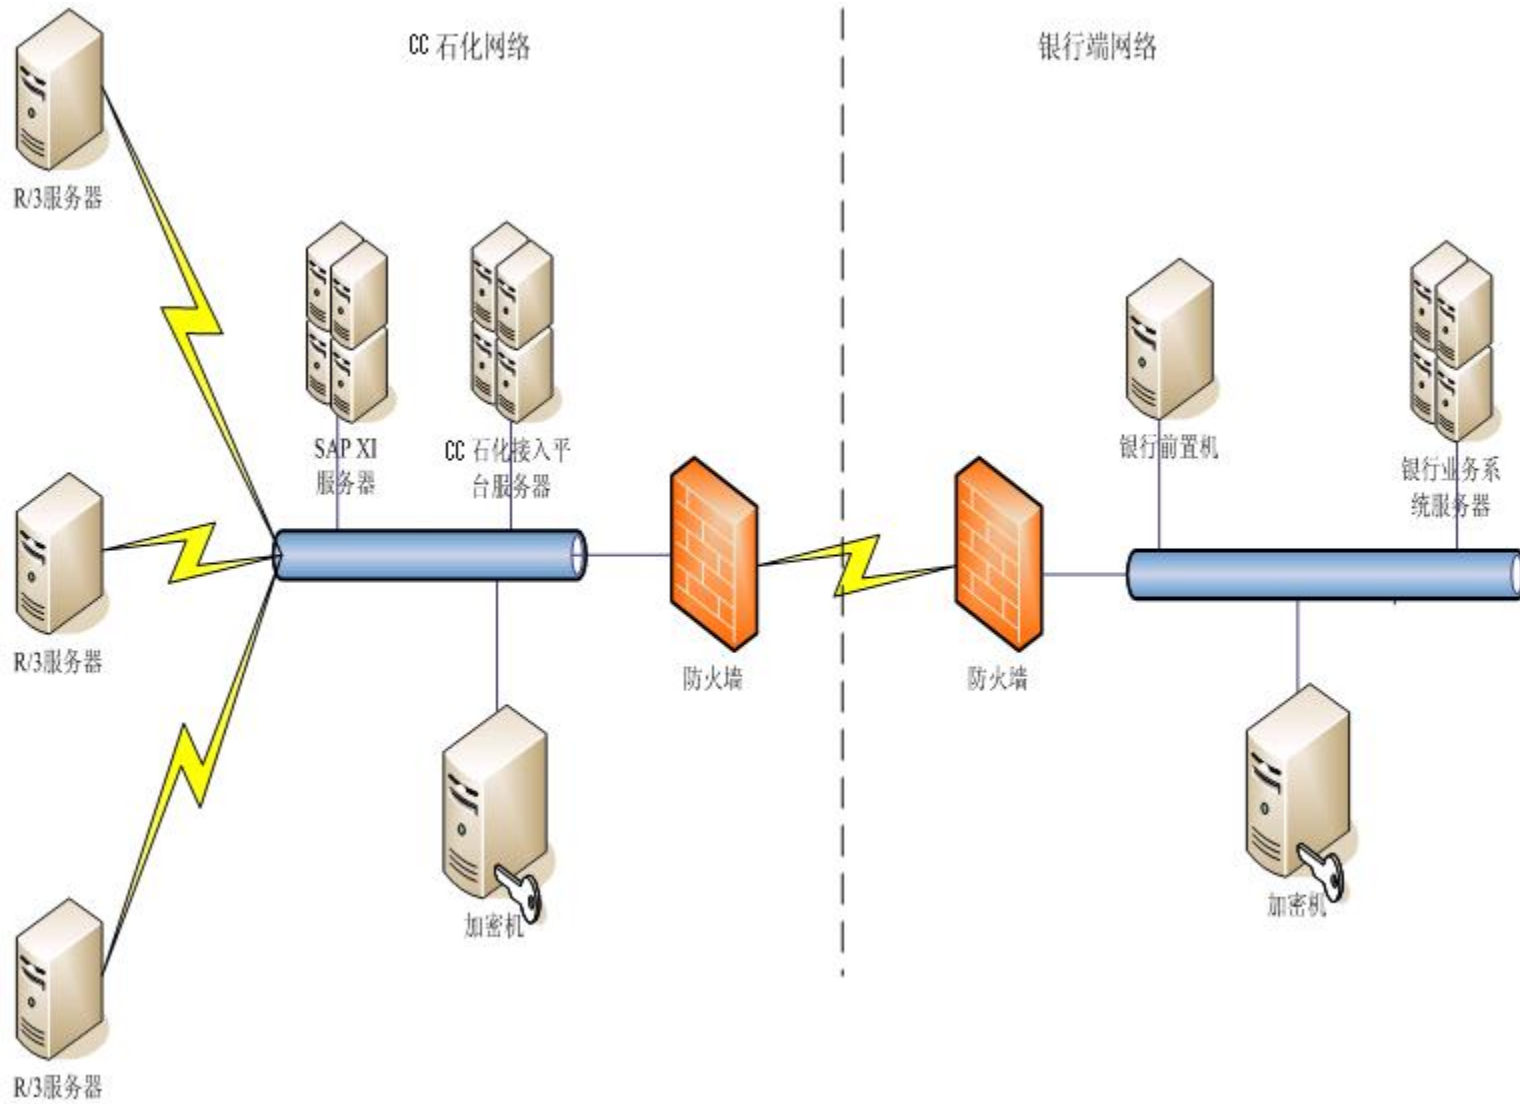 CC 石化网络
银行端网络
R/3服务器
SAP XI
服务器
CC 石化接入平
台服务器
银行前置机
银行业务系
统服务器
R/3服务器
防火墙
防火墙
加密机
加密机
R/3服务器